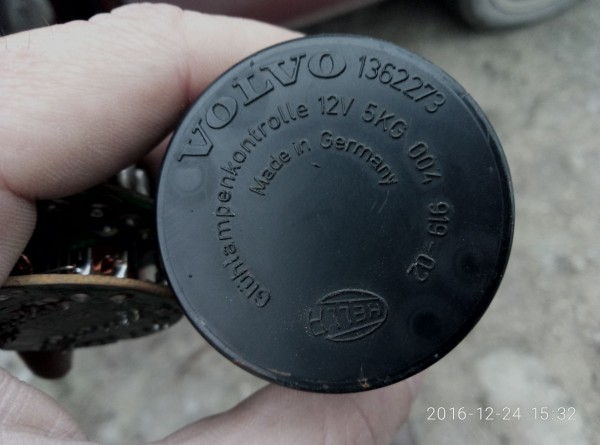 VOLVO 1362273
Glühlampenkontrolle 12V 5KG 004 919-02
Made in Germany
HELLA
2016-12-24 15:32